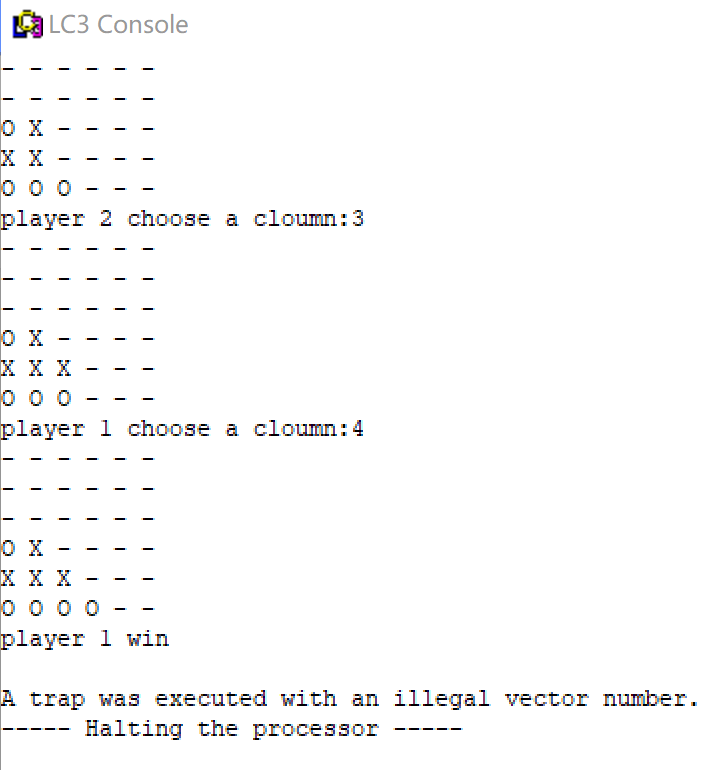 LC3 Console
- - - - - -
- - - - - -
O X - - - -
X X - - - -
O O O - - -
player 2 choose a cloumn:3
- - - - - -
- - - - - -
- - - - - -
O X - - - -
X X X - - -
O O O - - -
player 1 choose a cloumn:4
- - - - - -
- - - - - -
- - - - - -
O X - - - -
X X X - - -
O O O O - -
player 1 win
A trap was executed with an illegal vector number.
----- Halting the processor -----